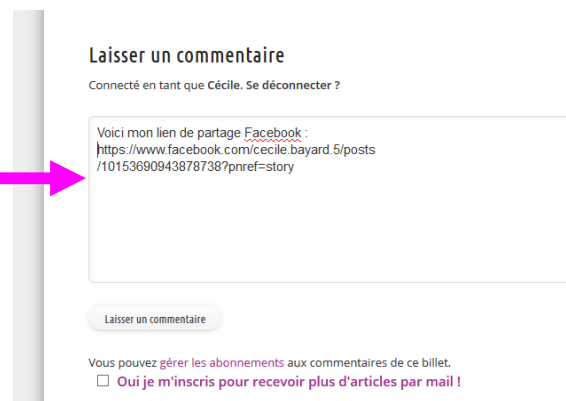 Laisser un commentaire
Connecté en tant que Cécile. Se déconnecter ?
Voici mon lien de partage Facebook :
https://www.facebook.com/cecile.bayard.5/posts
/10153690943878738?pnref=story
Laisser un commentaire
Vous pouvez gérer les abonnements aux commentaires de ce billet.
Oui je m'inscris pour recevoir plus d'articles par mail !